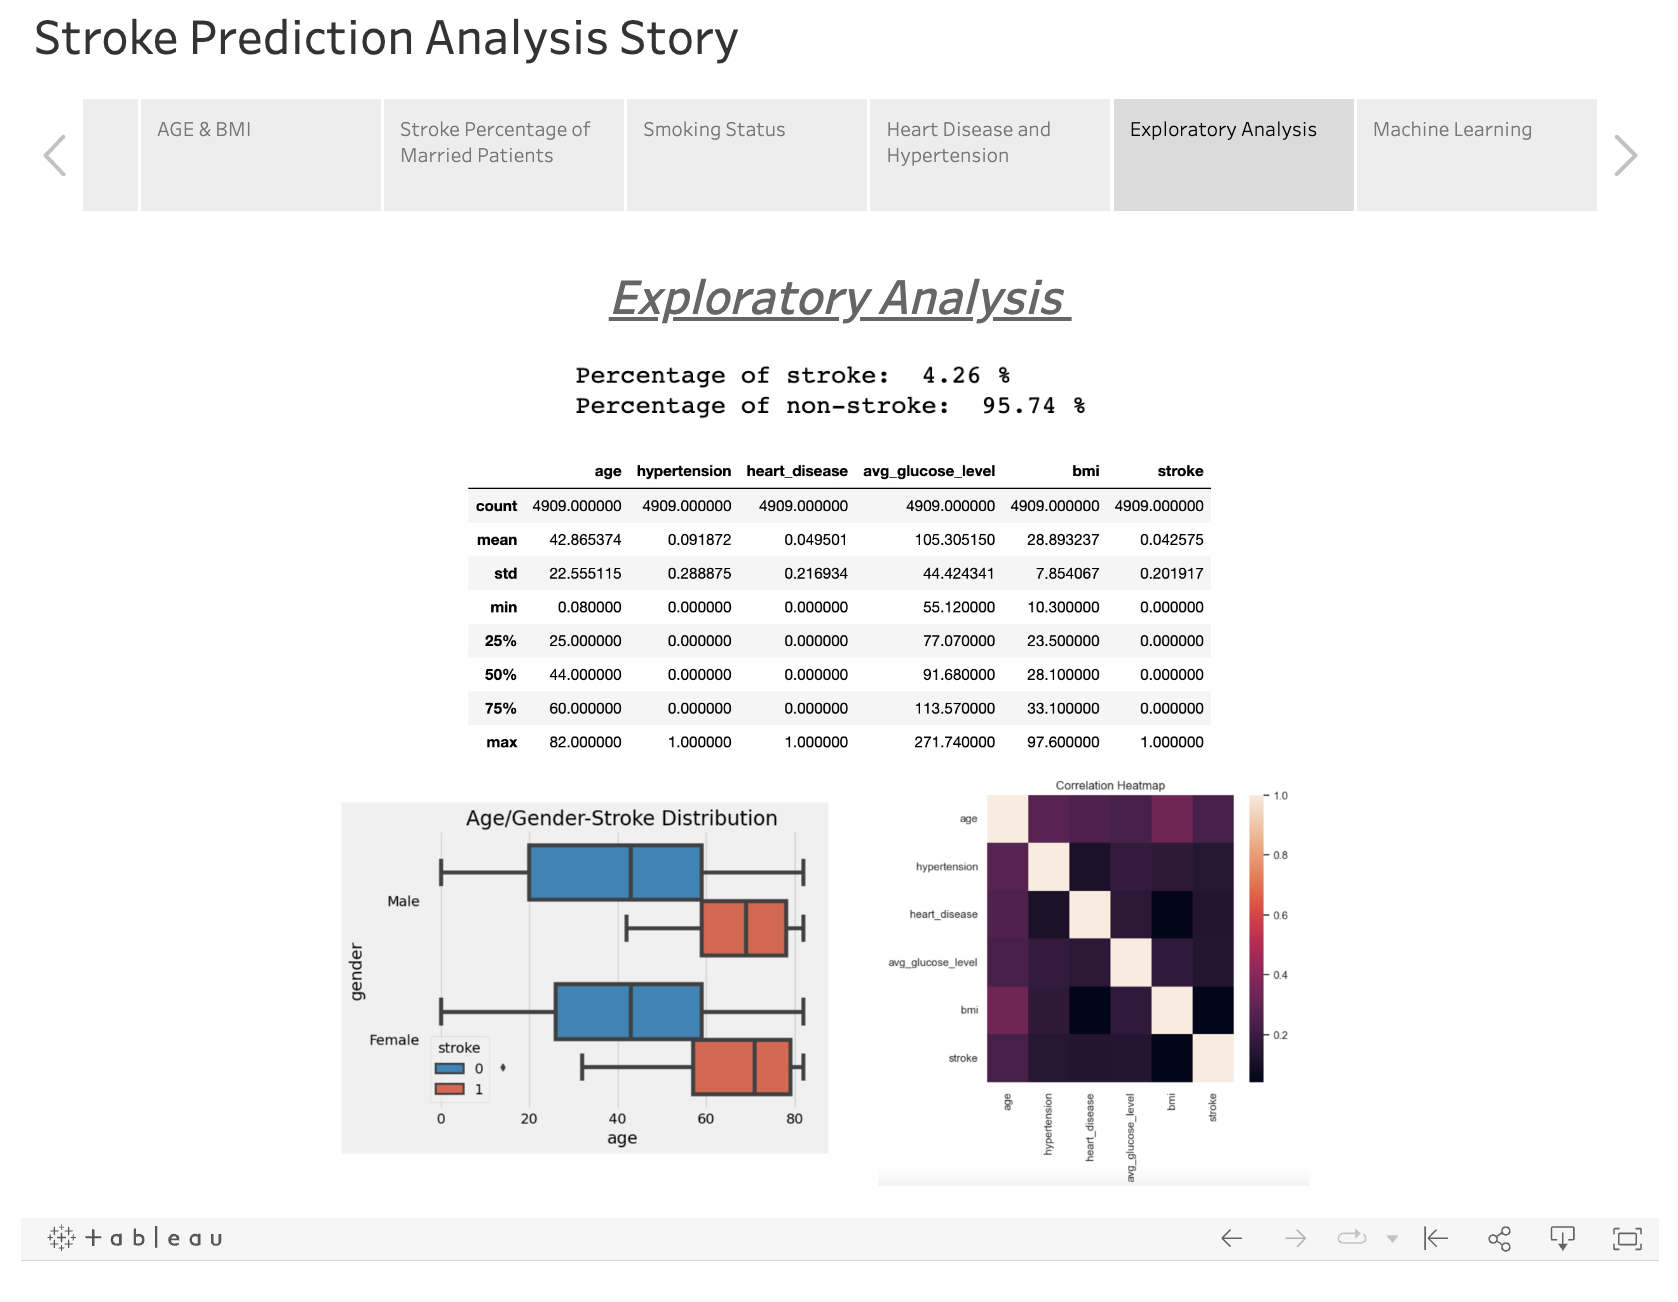 Stroke Prediction Analysis Story
AGE & BMI
Stroke Percentage of
Married Patients
Smoking Status
Heart Disease and
Hypertension
Exploratory Analysis
Machine Learning
Exploratory Analysis
Percentage of stroke: 4.26 %
Percentage of non-stroke: 95.74 %
age hypertension heart_disease avg_glucose_level bmi stroke
count 4909.000000 4909.000000 4909.000000 4909.000000 4909.000000 4909.000000
mean 42.865374 0.091872 0.049501 105.305150 28.893237 0.042575
std 22.555115 0.288875 0.216934 44.424341 7.854067 0.201917
min 0.080000 0.000000 0.000000 55.120000 10.300000 0.000000
25% 25.000000 0.000000 0.000000 77.070000 23.500000 0.000000
50% 44.000000 0.000000 0.000000 91.680000 28.100000 0.000000
75% 60.000000 0.000000 0.000000 113.570000 33.100000 0.000000
max 82.000000 1.000000 1.000000 271.740000 97.600000 1.000000
Age/Gender-Stroke Distribution
Male
gender
Female
stroke
0
1
0 20 40 60 80
age
Correlation Heatmap
age
hypertension
heart_disease
avg_glucose_level
bmi
stroke
age
hypertension
heart_disease
avg_glucose_level
bmi
stroke
1.0
0.8
0.6
0.4
0.2
+ableau